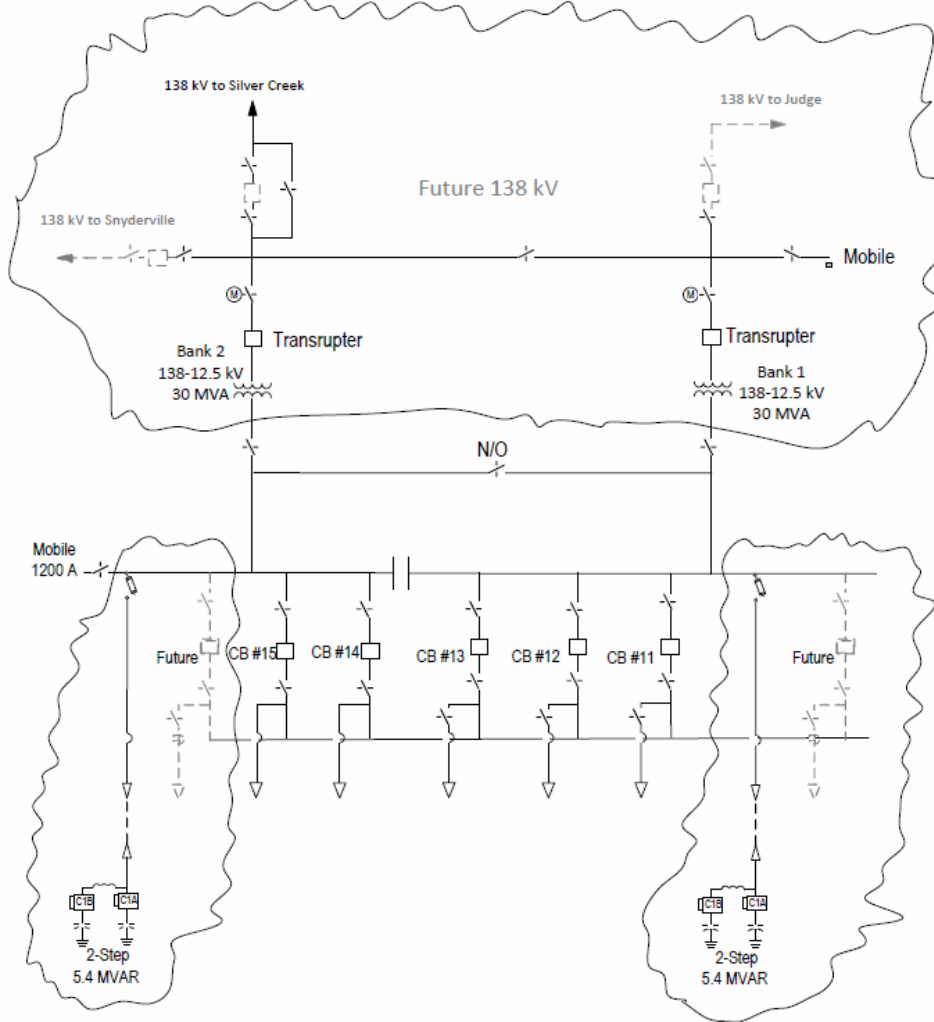 138 kV to Silver Creek
138 kV to Judge
Future 138 kV
138 kV to Snyderville
Mobile
M
M
Transrupter
Transrupter
Bank 2
138-12.5 kV
30 MVA
Bank 1
138-12.5 kV
30 MVA
N/O
Mobile
1200 A
Future
CB #15
CB #14
CB #13
CB #12
CB #11
Future
C1B
C1A
2-Step
5.4 MVAR
C1B
C1A
2-Step
5.4 MVAR